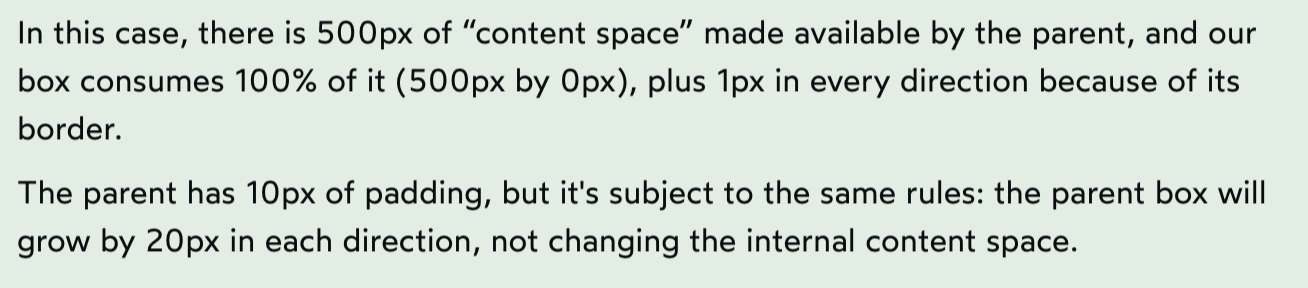 In this case, there is 500px of “content space” made available by the parent, and our
box consumes 100% of it (500px by 0px), plus 1px in every direction because of its
border.
The parent has 10px of padding, but it's subject to the same rules: the parent box will
grow by 20px in each direction, not changing the internal content space.